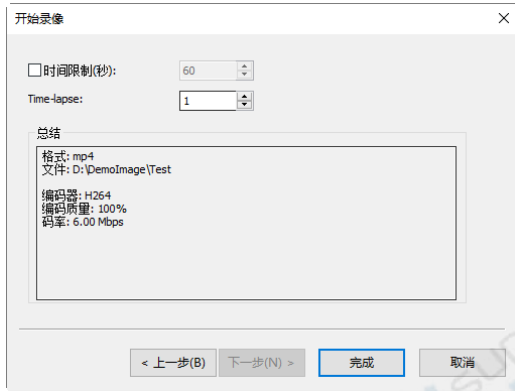 开始录像
时间限制(秒): 60
Time-lapse: 1
总结
格式: mp4
文件: D:\DemoImage\Test
编码器: H264
编码质量: 100%
码率: 6.00 Mbps
< 上一步(B) 下一步(N) > 完成 取消